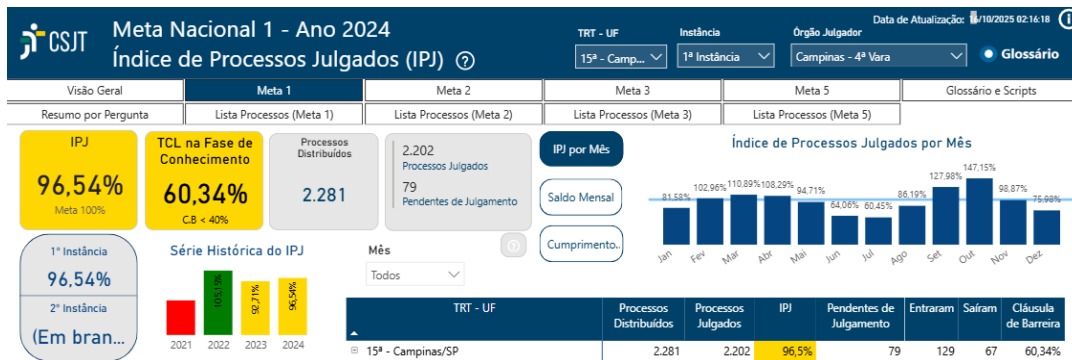 CSJT
Meta Nacional 1 - Ano 2024
Índice de Processos Julgados (IPJ)
Data de Atualização: 16/10/2025 02:16:18
TRT - UF
Instância
Órgão Julgador
15ª - Camp...
1ª Instância
Campinas - 4ª Vara
Glossário
Visão Geral
Meta 1
Meta 2
Meta 3
Meta 5
Glossário e Scripts
Resumo por Pergunta
Lista Processos (Meta 1)
Lista Processos (Meta 2)
Lista Processos (Meta 3)
Lista Processos (Meta 5)
IPJ
96,54%
Meta 100%
TCL na Fase de
Conhecimento
60,34%
C.B < 40%
Processos
Distribuídos
2.281
2.202
Processos Julgados
79
Pendentes de Julgamento
IPJ por Mês
Saldo Mensal
Cumprimento..
Índice de Processos Julgados por Mês
81,58%
102,96%
110,89%
108,29%
94,71%
64,06%
60,45%
86,19%
127,98%
147,15%
98,87%
75,98%
Jan
Fev
Mar
Abr
Mai
Jun
Jul
Ago
Set
Out
Nov
Dez
1ª Instância
96,54%
2ª Instância
(Em bran...
Série Histórica do IPJ
105,15%
92,71%
96,54%
2021
2022
2023
2024
Mês
Todos
TRT - UF
Processos Distribuídos
Processos Julgados
IPJ
Pendentes de Julgamento
Entraram
Saíram
Cláusula de Barreira
15ª - Campinas/SP
2.281
2.202
96,5%
79
129
67
60,34%